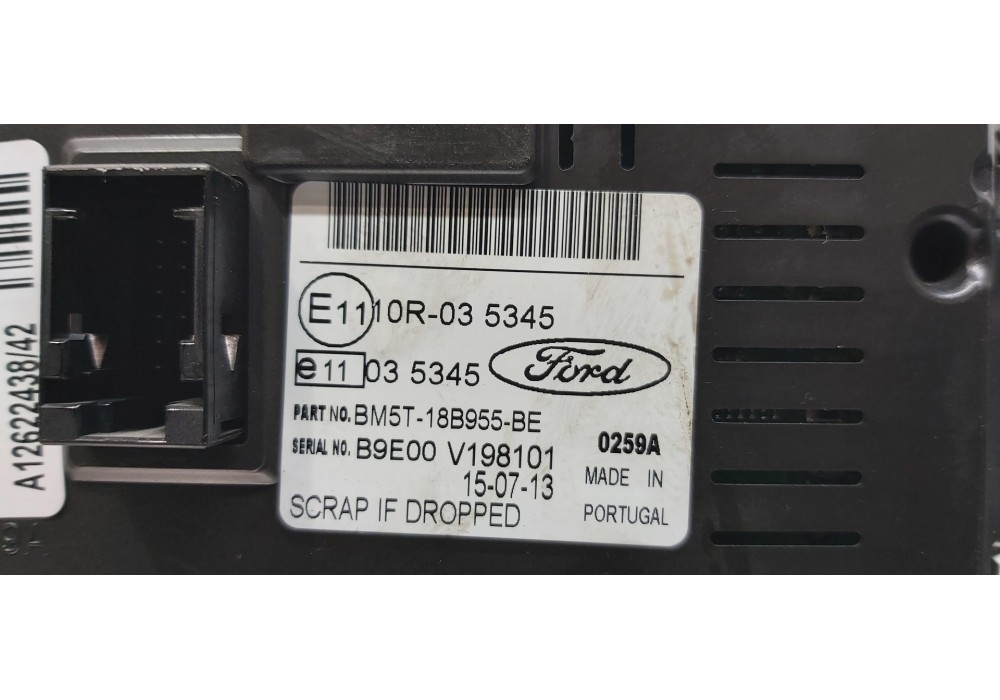 E11 10R-03 5345
e 11 03 5345 Ford
PART NO. BM5T-18B955-BE
SERIAL NO. B9E00 V198101 0259A
15-07-13 MADE IN
SCRAP IF DROPPED PORTUGAL
A12622438/42